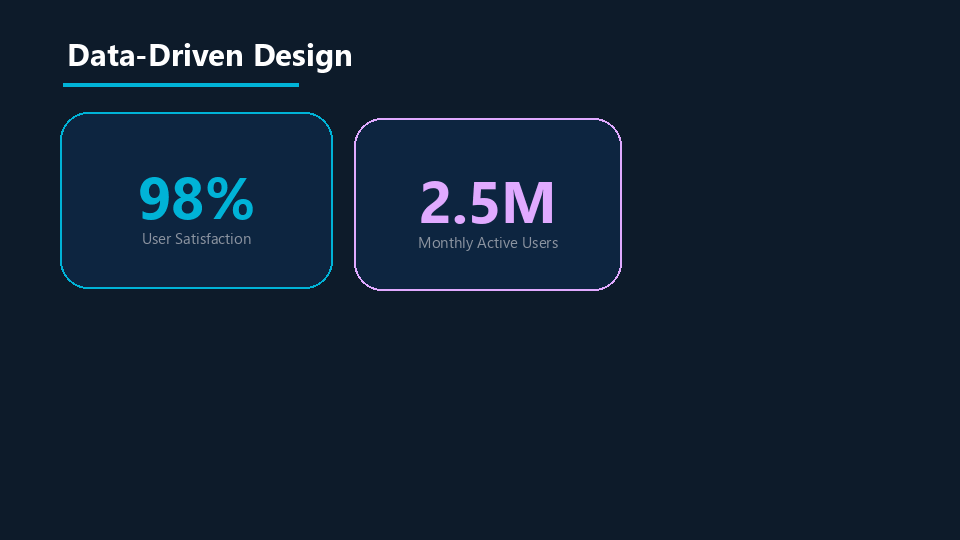 Data-Driven Design
98%
User Satisfaction
2.5M
Monthly Active Users